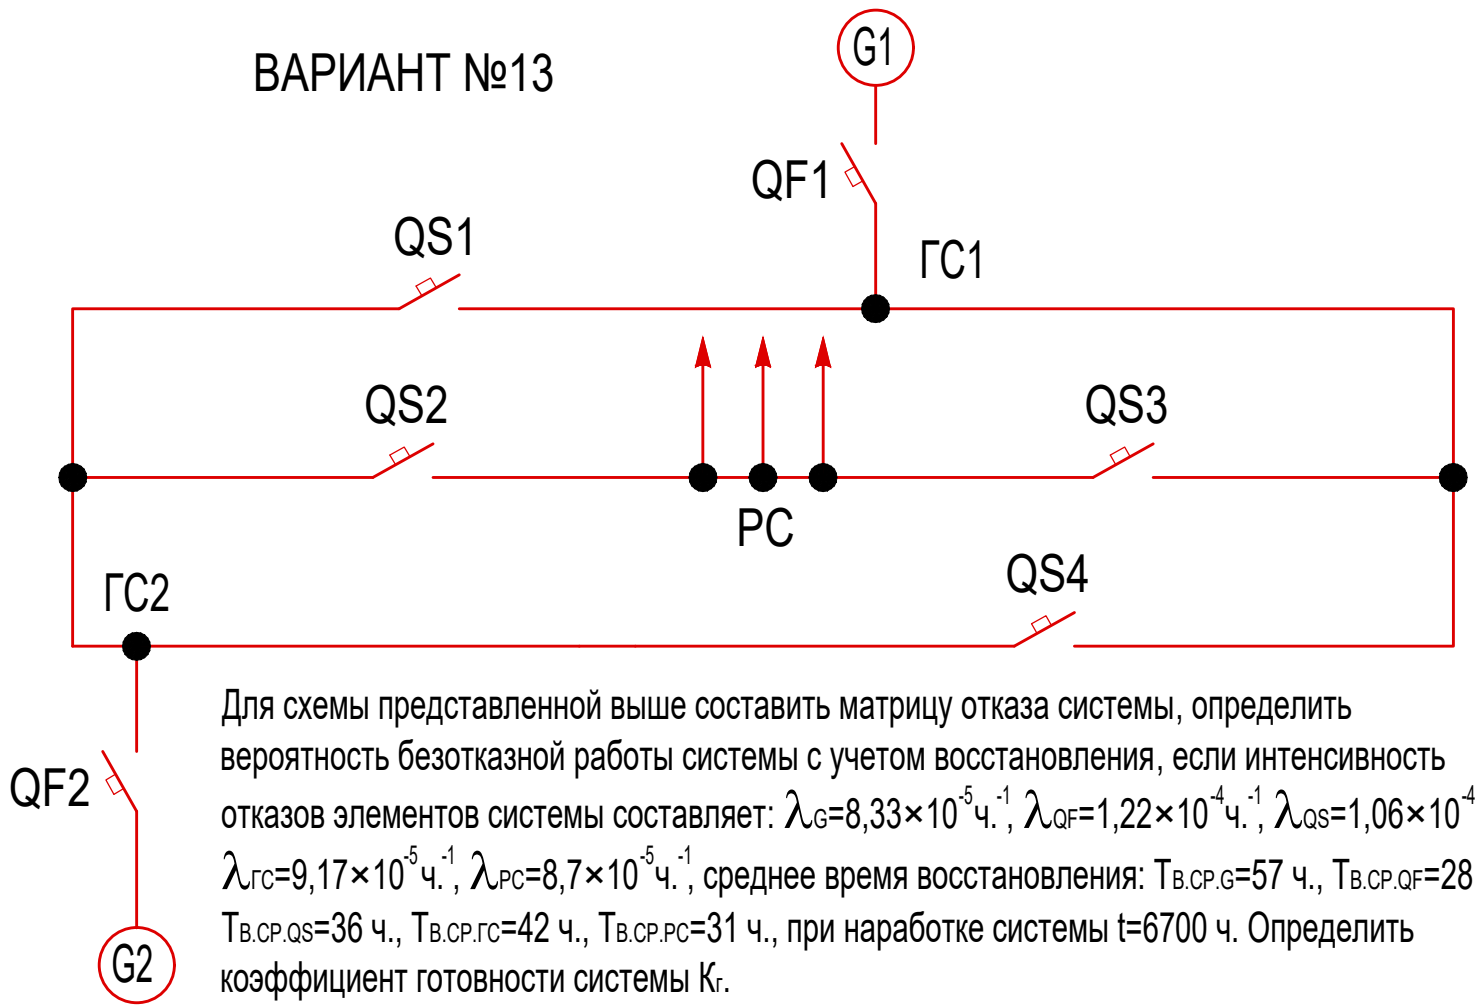 ВАРИАНТ №13
G1
QF1
QS1
ГС1
QS2
QS3
РС
QS4
ГС2
QF2
G2
Для схемы представленной выше составить матрицу отказа системы, определить
вероятность безотказной работы системы с учетом восстановления, если интенсивность
отказов элементов системы составляет: λG=8,33×10⁻⁵ч.⁻¹, λQF=1,22×10⁻⁴ч.⁻¹, λQS=1,06×10⁻⁴
λГС=9,17×10⁻⁵ч.⁻¹, λРС=8,7×10⁻⁵ч.⁻¹, среднее время восстановления: ТВ.СР.G=57 ч., ТВ.СР.QF=28
ТВ.СР.QS=36 ч., ТВ.СР.ГС=42 ч., ТВ.СР.РС=31 ч., при наработке системы t=6700 ч. Определить
коэффициент готовности системы Кг.